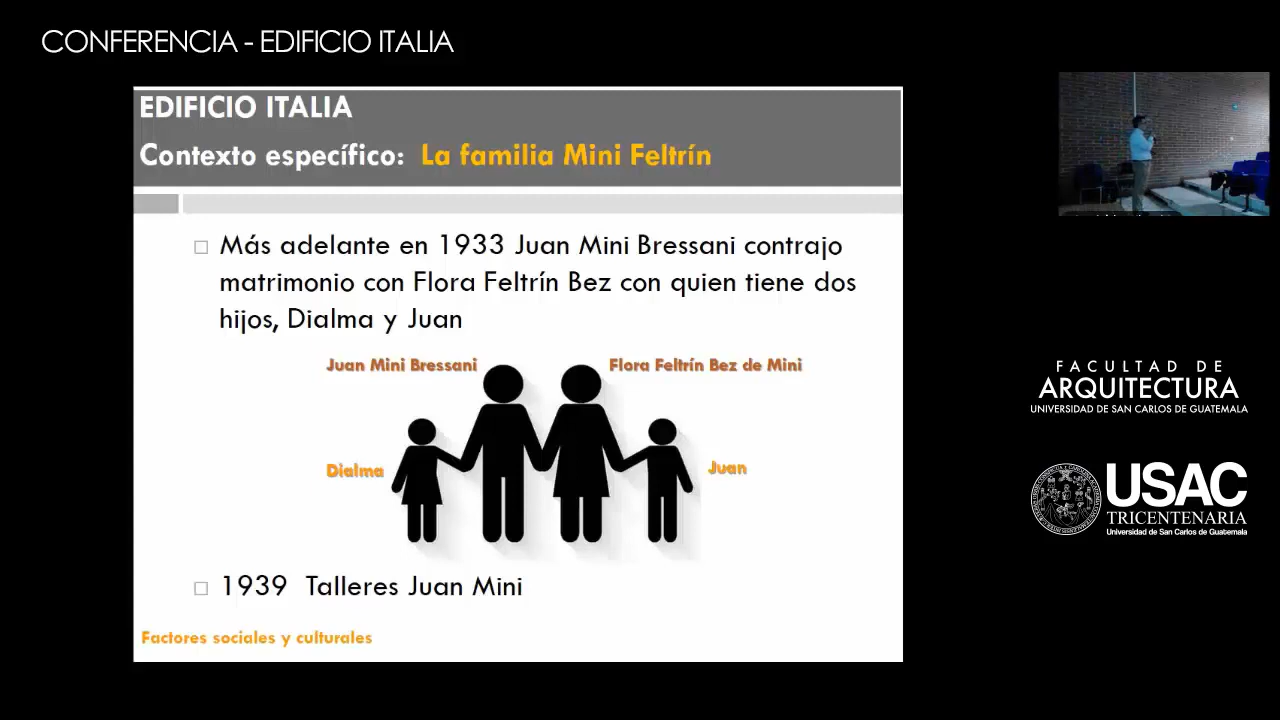 CONFERENCIA - EDIFICIO ITALIA
EDIFICIO ITALIA
Contexto específico: La familia Mini Feltrín
Más adelante en 1933 Juan Mini Bressani contrajo
matrimonio con Flora Feltrín Bez con quien tiene dos
hijos, Dialma y Juan
Juan Mini Bressani
Flora Feltrín Bez de Mini
Dialma
Juan
1939 Talleres Juan Mini
Factores sociales y culturales
FACULTAD DE
ARQUITECTURA
UNIVERSIDAD DE SAN CARLOS DE GUATEMALA
USAC
TRICENTENARIA
Universidad de San Carlos de Guatemala